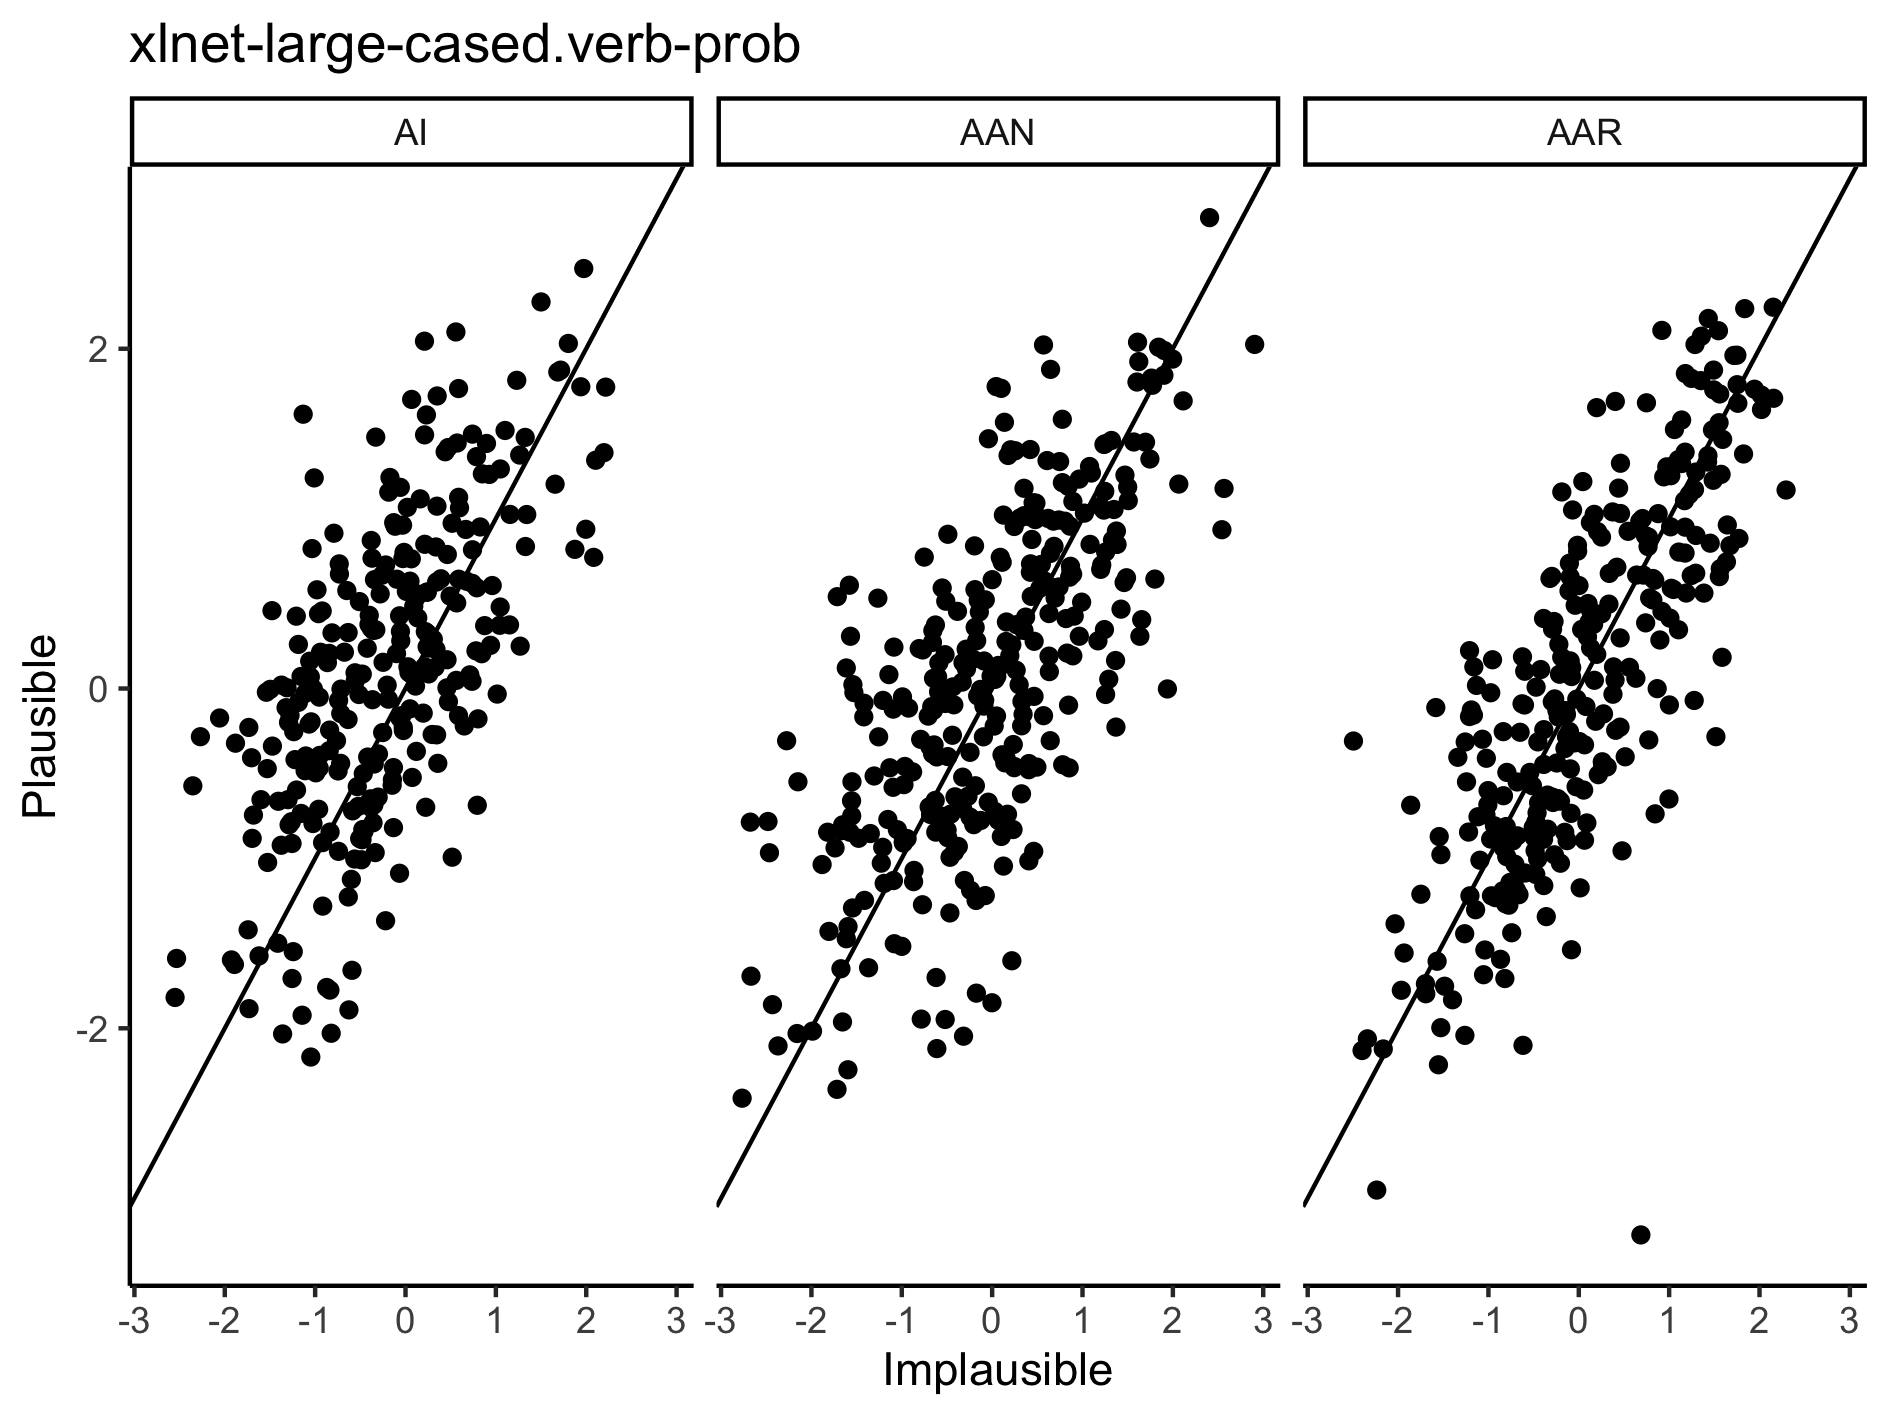 xlnet-large-cased.verb-prob
AI AAN AAR
Plausible
2
0
-2
-3 -2 -1 0 1 2 3 -3 -2 -1 0 1 2 3 -3 -2 -1 0 1 2 3
Implausible